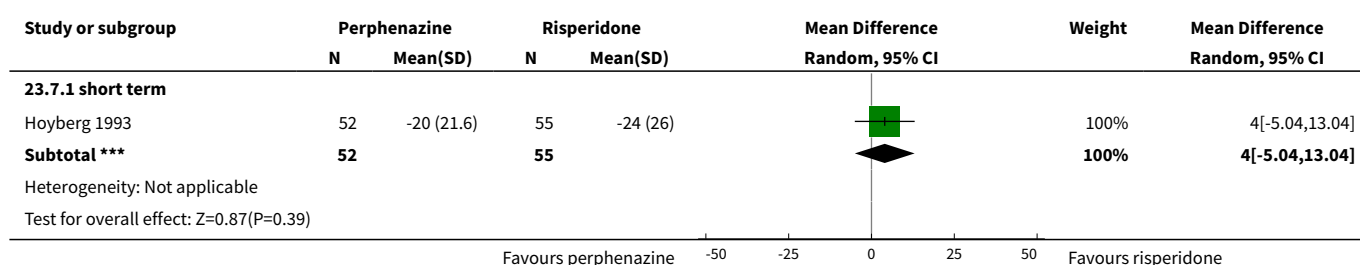 Study or subgroup Perphenazine Risperidone Mean Difference Weight Mean Difference
N Mean(SD) N Mean(SD) Random, 95% CI Random, 95% CI
23.7.1 short term
Hoyberg 1993 52 -20 (21.6) 55 -24 (26) 100% 4[-5.04,13.04]
Subtotal *** 52 55 100% 4[-5.04,13.04]
Heterogeneity: Not applicable
Test for overall effect: Z=0.87(P=0.39)
Favours perphenazine -50 -25 0 25 50 Favours risperidone